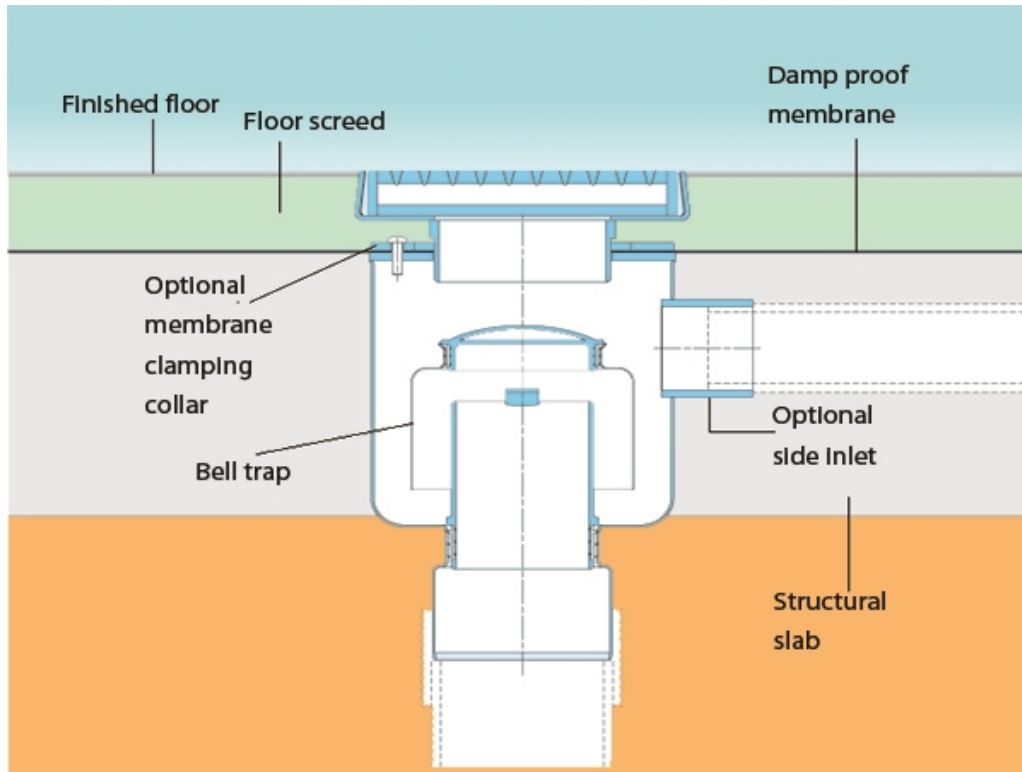 Finished floor
Floor screed
Damp proof
membrane
Optional
membrane
clamping
collar
Bell trap
Optional
side inlet
Structural
slab